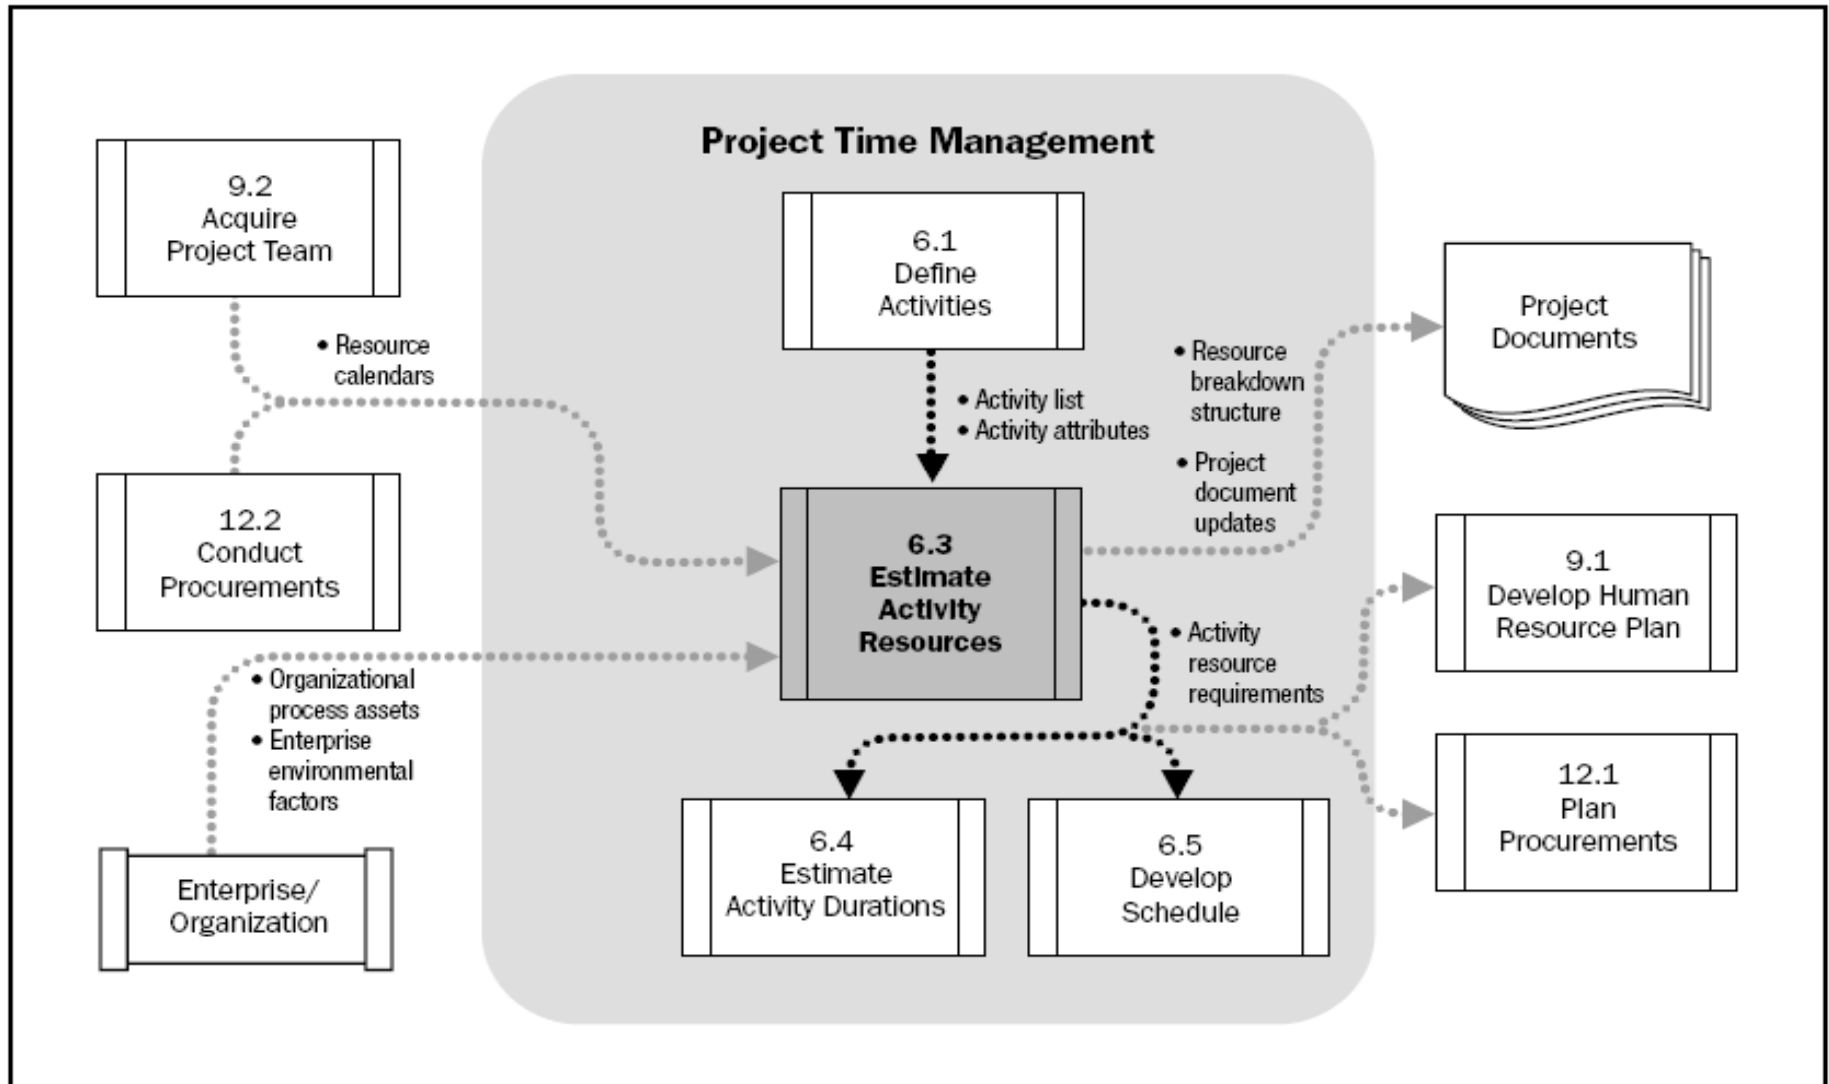 Project Time Management
9.2
Acquire
Project Team
6.1
Define
Activities
Project
Documents
• Resource
calendars
• Resource
breakdown
structure
• Activity list
• Activity attributes
• Project
document
updates
12.2
Conduct
Procurements
6.3
Estimate
Activity
Resources
9.1
Develop Human
Resource Plan
• Activity
resource
requirements
• Organizational
process assets
• Enterprise
environmental
factors
12.1
Plan
Procurements
6.4
Estimate
Activity Durations
6.5
Develop
Schedule
Enterprise/
Organization